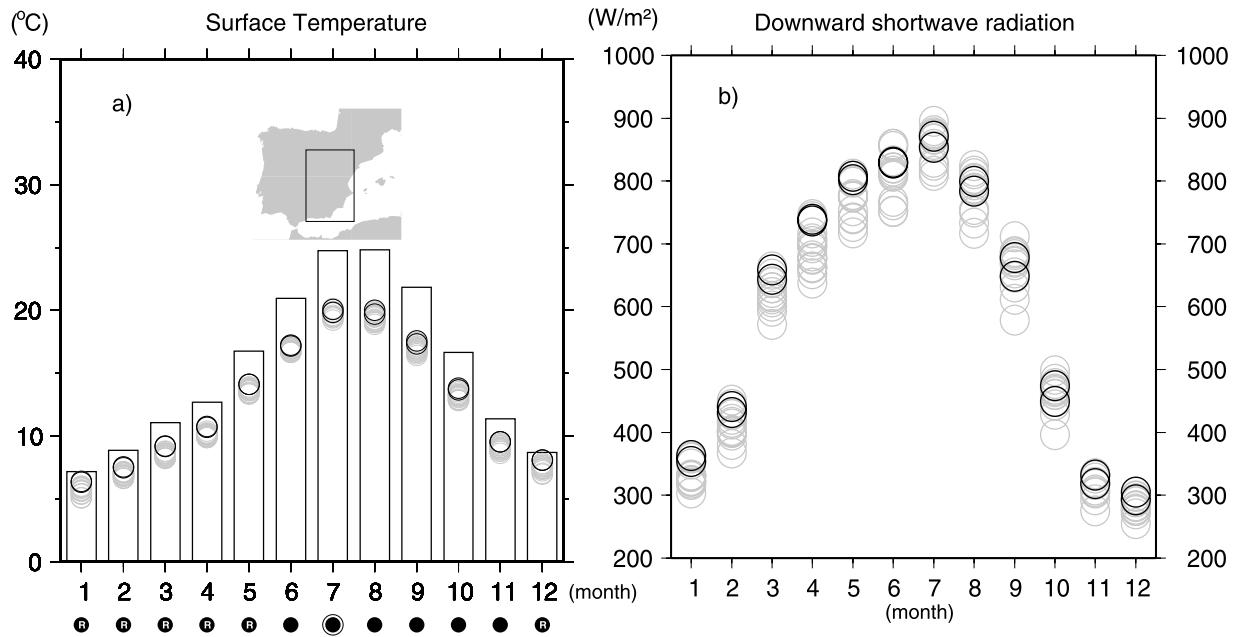 (°C) Surface Temperature
a)
40
30
20
10
0
1 2 3 4 5 6 7 8 9 10 11 12 (month)
R R R R R R
(W/m²) Downward shortwave radiation
b)
1000 1000
900 900
800 800
700 700
600 600
500 500
400 400
300 300
200 200
1 2 3 4 5 6 7 8 9 10 11 12
(month)